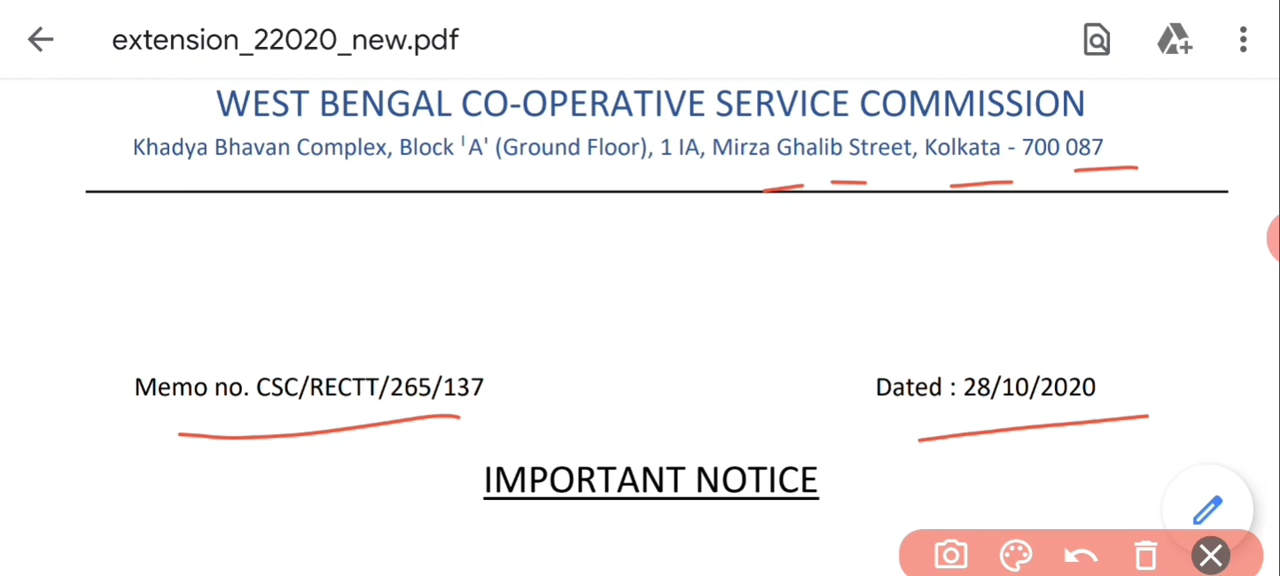 extension_22020_new.pdf
WEST BENGAL CO-OPERATIVE SERVICE COMMISSION
Khadya Bhavan Complex, Block 'A' (Ground Floor), 1 IA, Mirza Ghalib Street, Kolkata - 700 087
Memo no. CSC/RECTT/265/137 Dated : 28/10/2020
IMPORTANT NOTICE